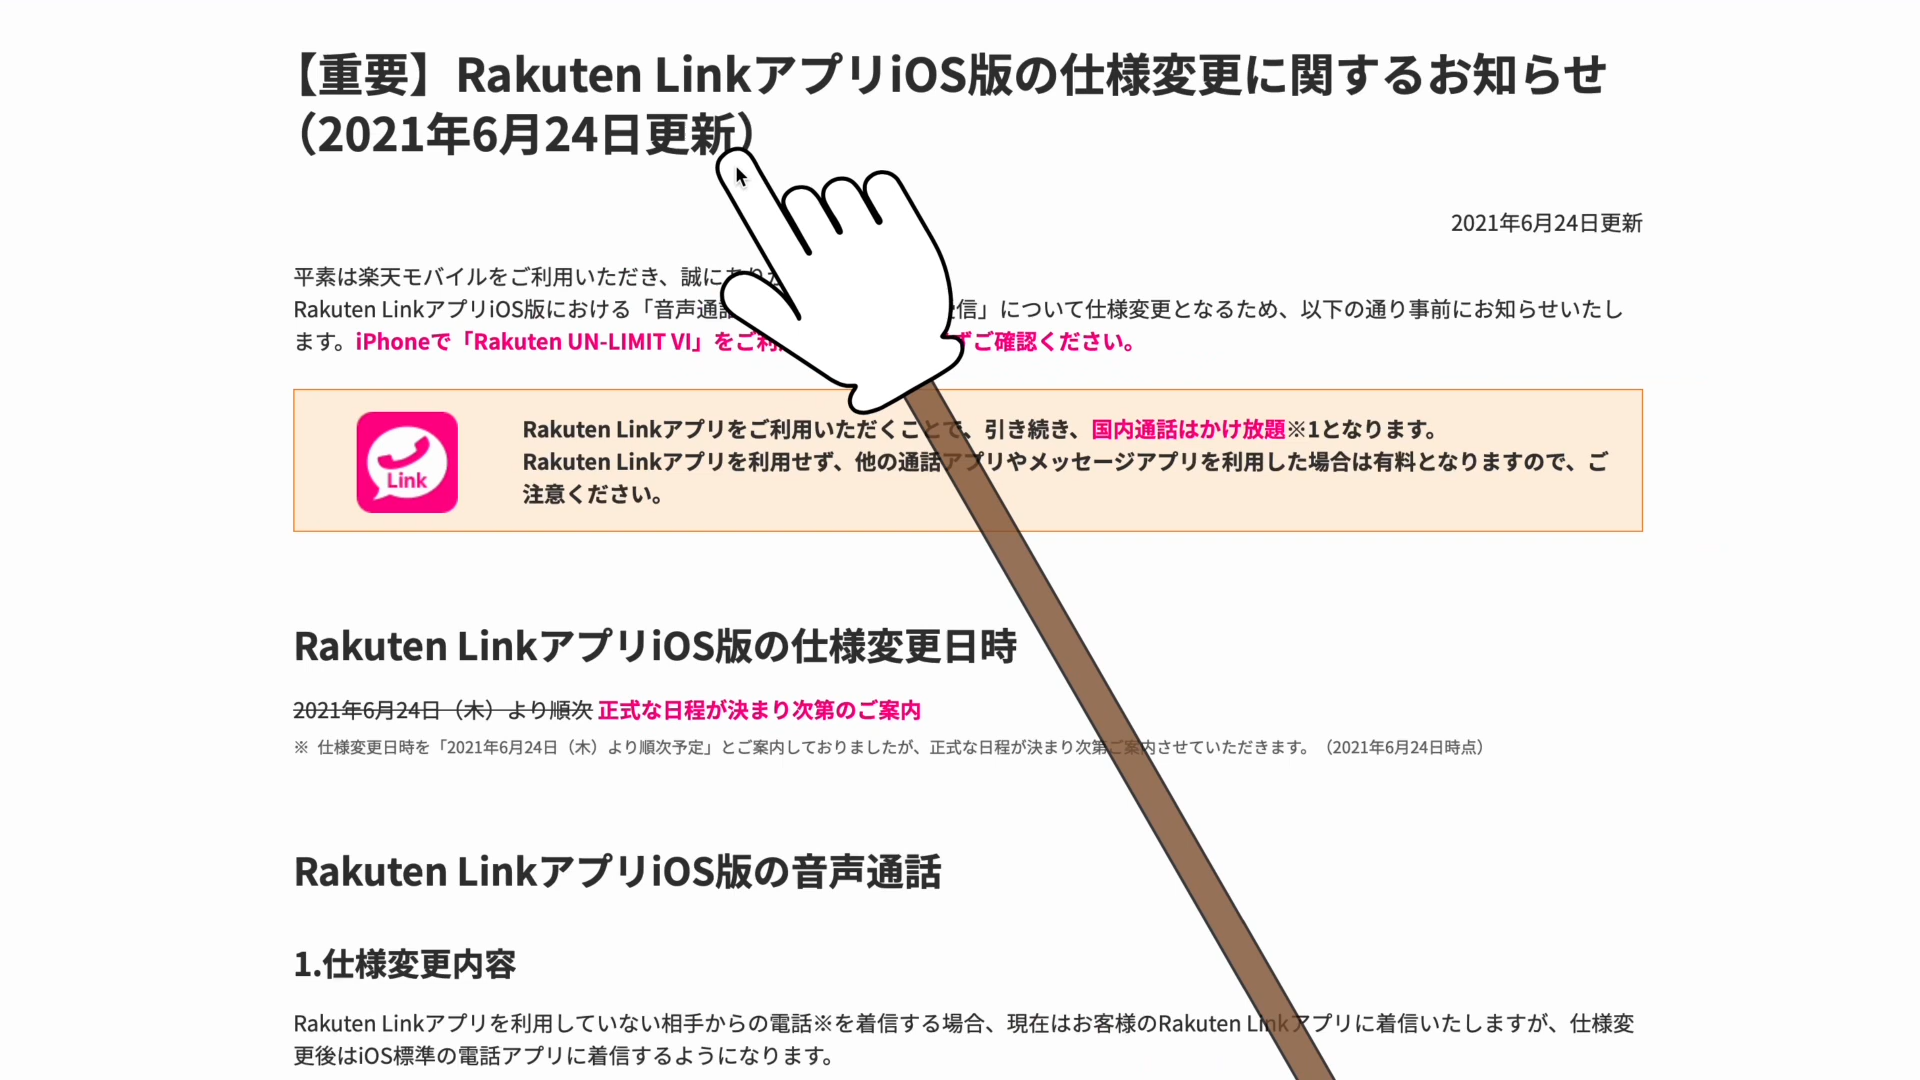 【重要】Rakuten LinkアプリiOS版の仕様変更に関するお知らせ
（2021年6月24日更新）
2021年6月24日更新
平素は楽天モバイルをご利用いただき、誠にあり
Rakuten LinkアプリiOS版における「音声通 信」について仕様変更となるため、以下の通り事前にお知らせいたし
ます。iPhoneで「Rakuten UN-LIMIT VI」をご利 ずご確認ください。
Link
Rakuten Linkアプリをご利用いただくことで、引き続き、国内通話はかけ放題※1となります。
Rakuten Linkアプリを利用せず、他の通話アプリやメッセージアプリを利用した場合は有料となりますので、ご
注意ください。
Rakuten LinkアプリiOS版の仕様変更日時
2021年6月24日（木）より順次 正式な日程が決まり次第のご案内
※ 仕様変更日時を「2021年6月24日（木）より順次予定」とご案内しておりましたが、正式な日程が決まり次第ご案内させていただきます。（2021年6月24日時点）
Rakuten LinkアプリiOS版の音声通話
1.仕様変更内容
Rakuten Linkアプリを利用していない相手からの電話※を着信する場合、現在はお客様のRakuten Linkアプリに着信いたしますが、仕様変
更後はiOS標準の電話アプリに着信するようになります。